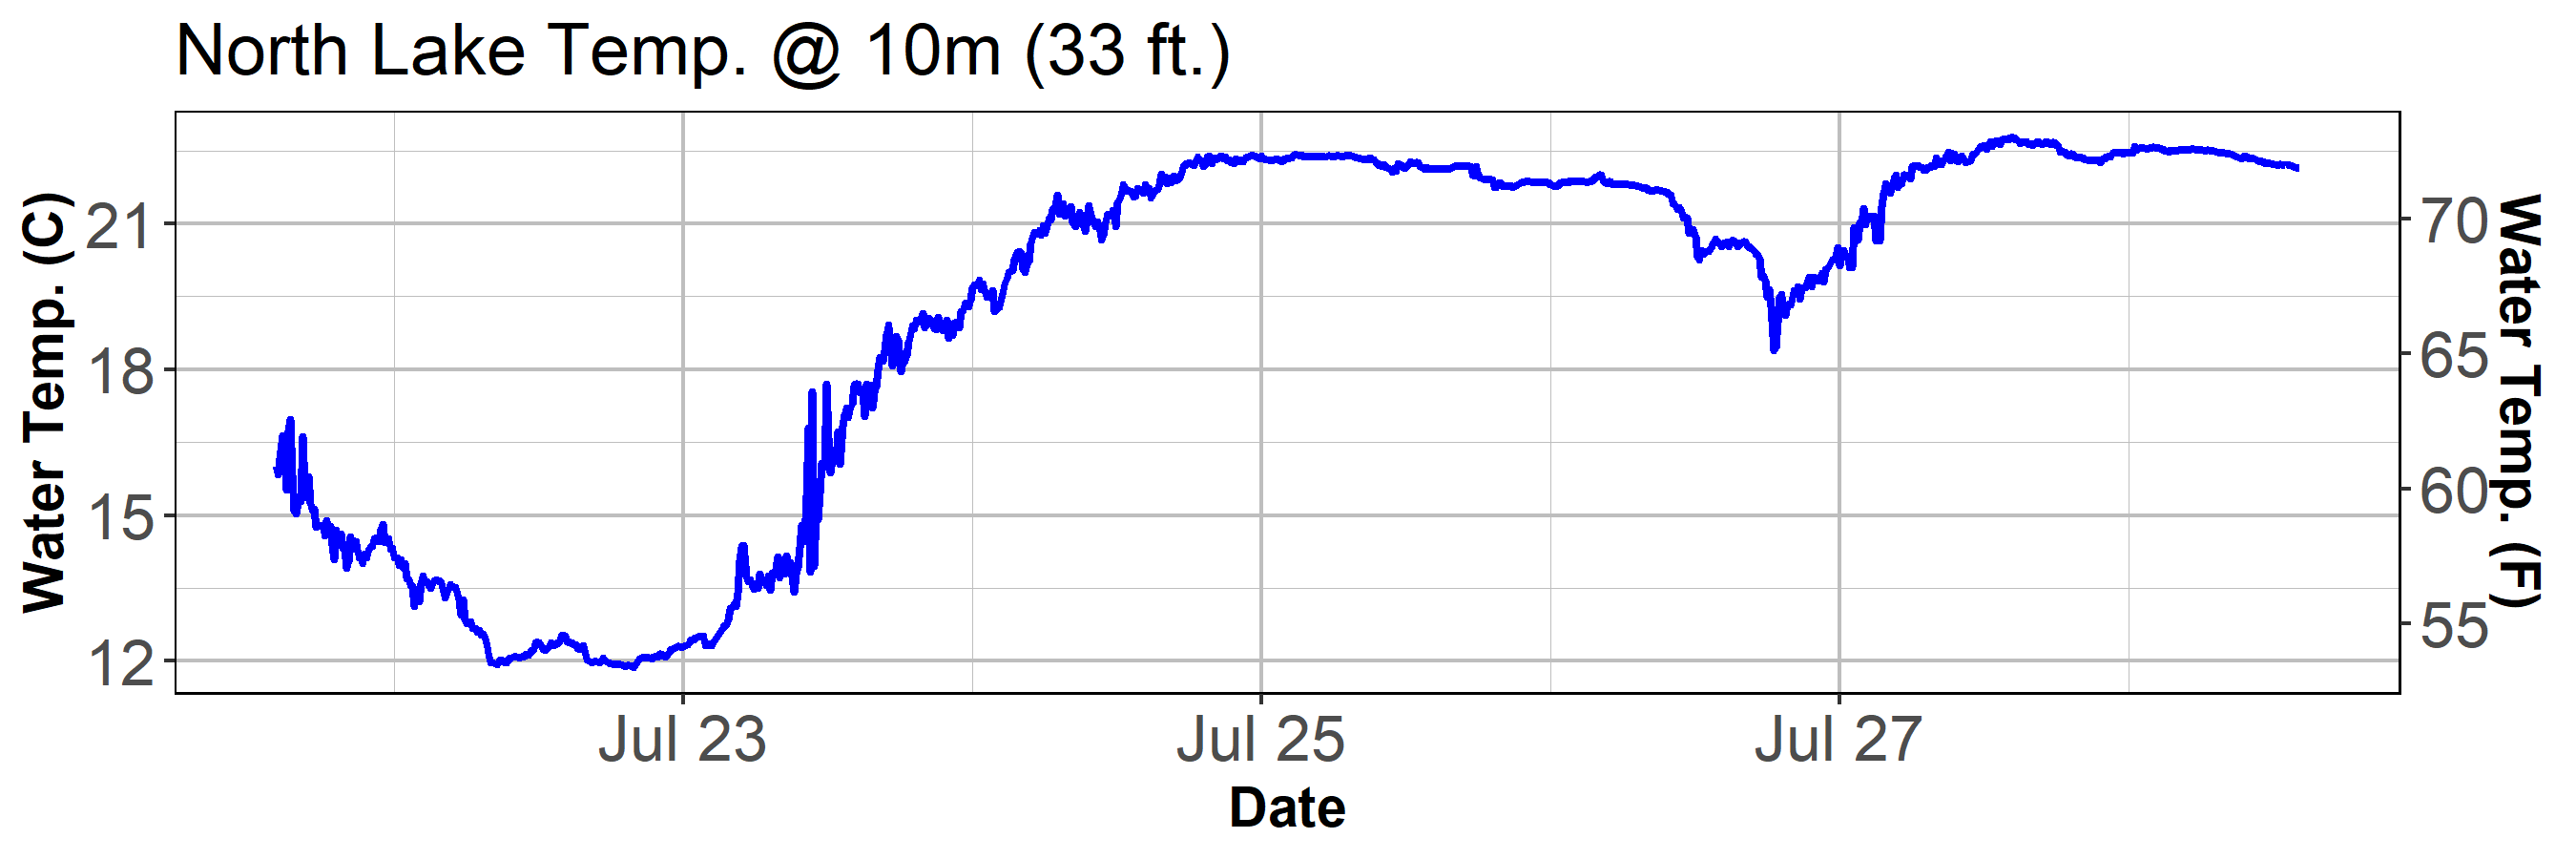 North Lake Temp. @ 10m (33 ft.)
Water Temp. (C)
21
18
15
12
70
65
60
55
Water Temp. (F)
Jul 23
Jul 25
Jul 27
Date